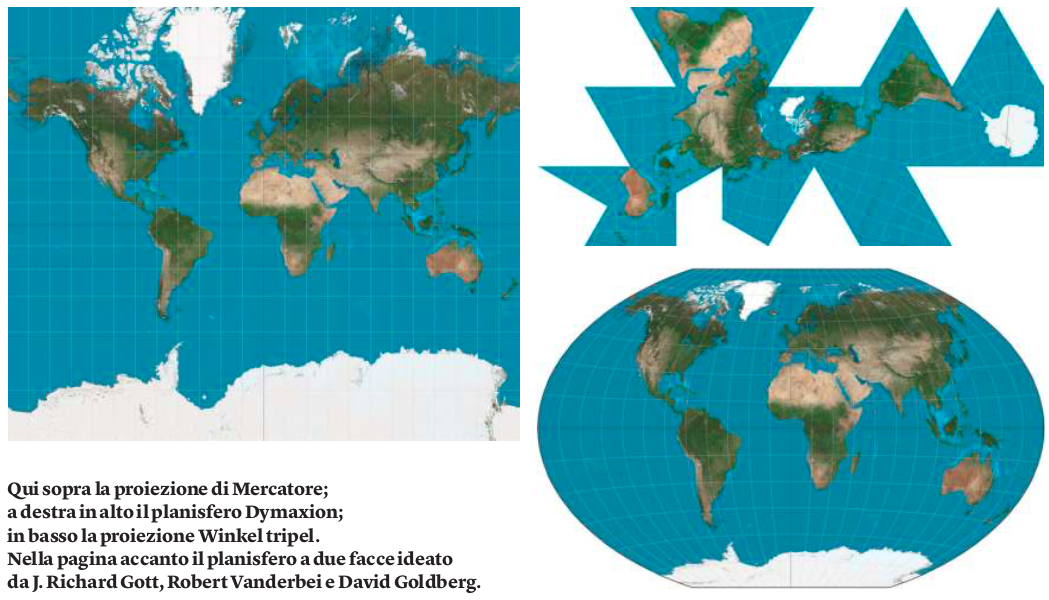 Qui sopra la proiezione di Mercatore;
a destra in alto il planisfero Dymaxion;
in basso la proiezione Winkel tripel.
Nella pagina accanto il planisfero a due facce ideato
da J. Richard Gott, Robert Vanderbei e David Goldberg.